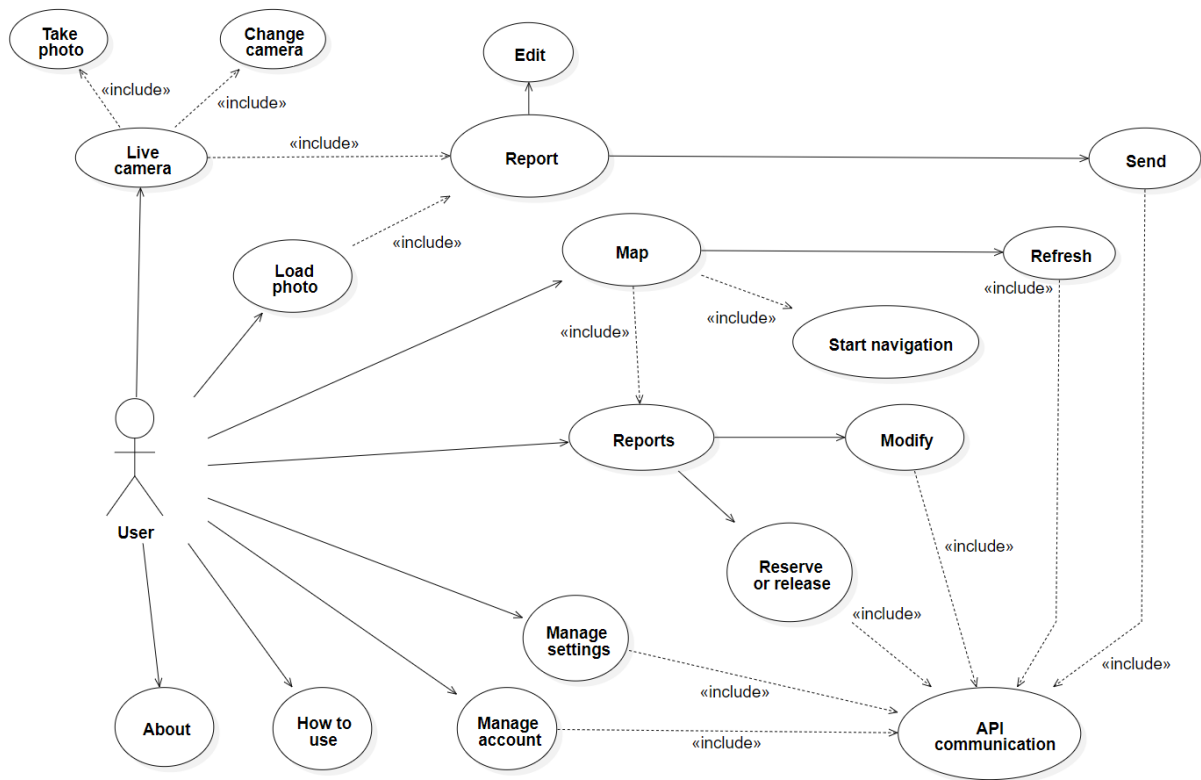 Take
photo
Change
camera
Edit
«include»
«include»
Live
camera
«include»
Report
Send
«include»
Load
photo
Map
Refresh
«include»
«include»
«include»
Start navigation
Reports
Modify
User
«include»
Reserve
or release
«include»
Manage
settings
«include»
«include»
About
How to
use
Manage
account
«include»
API
communication